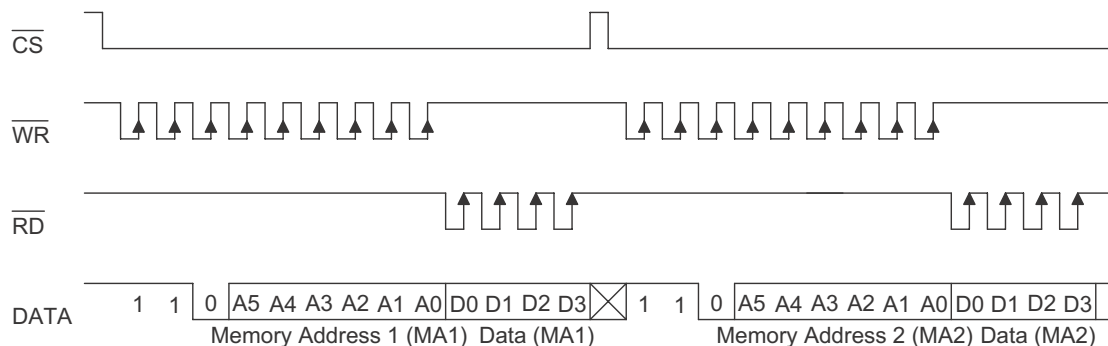 CS
WR
RD
DATA 1 1 0 A5 A4 A3 A2 A1 A0 D0 D1 D2 D3 1 1 0 A5 A4 A3 A2 A1 A0 D0 D1 D2 D3
Memory Address 1 (MA1) Data (MA1) Memory Address 2 (MA2) Data (MA2)